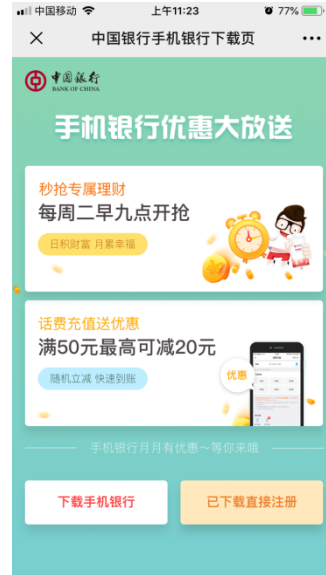 中国移动 上午11:23 77%
中国银行手机银行下载页
中国银行
BANK OF CHINA
手机银行优惠大放送
秒抢专属理财
每周二早九点开抢
日积财富 月累幸福
话费充值送优惠
满50元最高可减20元
随机立减 快速到账
优惠
手机银行月月有优惠~等你来哦
下载手机银行
已下载直接注册